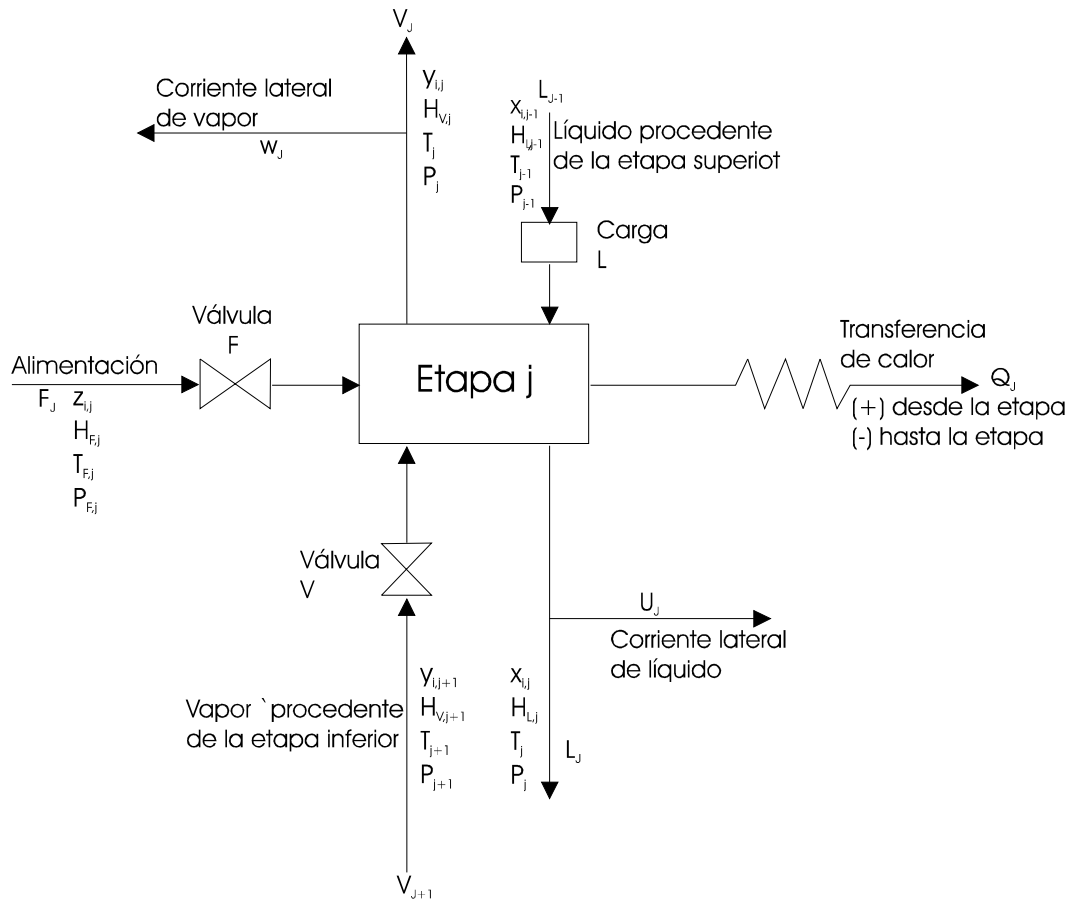 V_J
Corriente lateral
de vapor
w_J
y_i,j
H_V,j
T_j
P_j
L_J-1
x_i,j-1
H_L,j-1
T_j-1
P_j-1
Líquido procedente
de la etapa superiot
Carga
L
Válvula
F
Alimentación
F_J
z_i,j
H_F,j
T_F,j
P_F,j
Etapa j
Transferencia
de calor
Q_J
(+) desde la etapa
(-) hasta la etapa
Válvula
V
U_J
Corriente lateral
de líquido
Vapor `procedente
de la etapa inferior
y_i,j+1
H_V,j+1
T_j+1
P_j+1
x_i,j
H_L,j
T_j
P_j
L_J
V_J+1